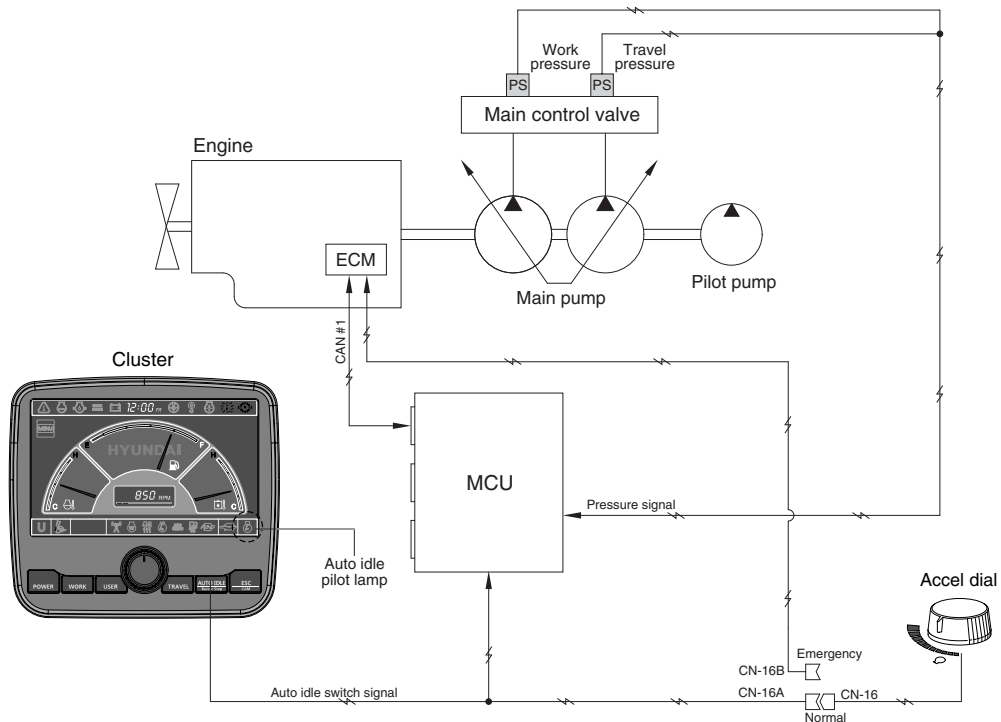 Work pressure
Travel pressure
PS
PS
Main control valve
Engine
ECM
Main pump
Pilot pump
CAN #1
Cluster
12:00
HYUNDAI
E
F
H
H
C
C
850 RPM
U
POWER
WORK
USER
TRAVEL
AUTO IDLE
ESC
CAM
Auto idle pilot lamp
MCU
Pressure signal
Accel dial
Emergency
CN-16B
Auto idle switch signal
CN-16A
CN-16
Normal